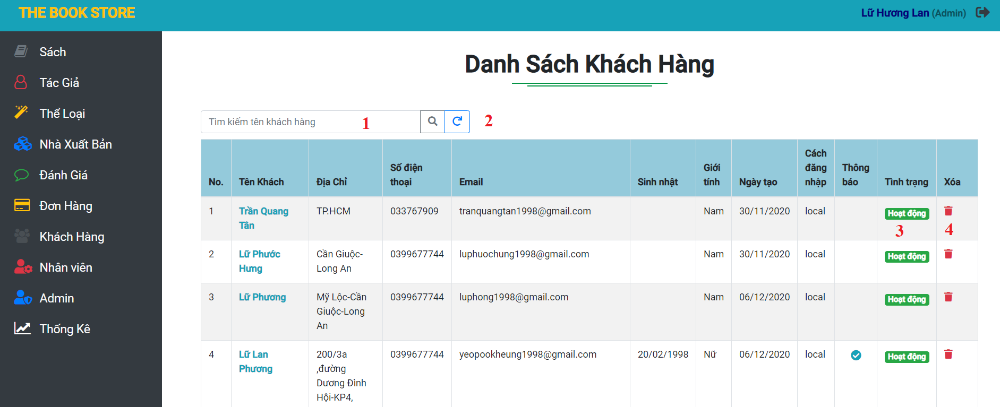 THE BOOK STORE
Lữ Hương Lan (Admin)
Sách
Tác Giả
Thể Loại
Nhà Xuất Bản
Đánh Giá
Đơn Hàng
Khách Hàng
Nhân viên
Admin
Thống Kê
Danh Sách Khách Hàng
Tìm kiếm tên khách hàng 1 2
No. Tên Khách Địa Chỉ Số điện thoại Email Sinh nhật Giới tính Ngày tạo Cách đăng nhập Thông báo Tình trạng Xóa
1 Trần Quang Tân TP.HCM 033767909 tranquangtan1998@gmail.com Nam 30/11/2020 local Hoạt động
3 4
2 Lữ Phước Hưng Cần Giuộc-Long An 0399677744 luphuochung1998@gmail.com Nam 30/11/2020 local Hoạt động
3 Lữ Phương Mỹ Lộc-Cần Giuộc-Long An 0399677744 luphong1998@gmail.com Nam 06/12/2020 local Hoạt động
4 Lữ Lan Phương 200/3a ,đường Dương Đình Hội-KP4, 0399677744 yeopookheung1998@gmail.com 20/02/1998 Nữ 06/12/2020 local Hoạt động